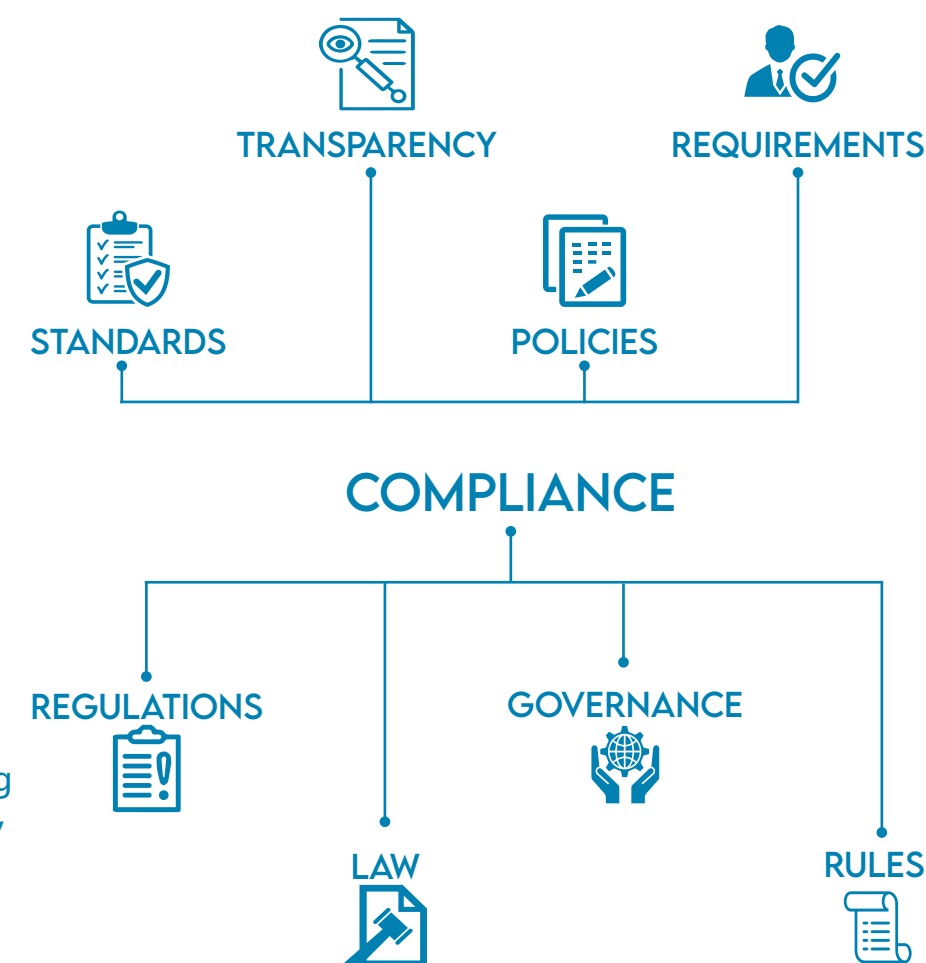 TRANSPARENCY
REQUIREMENTS
STANDARDS
POLICIES
COMPLIANCE
REGULATIONS
GOVERNANCE
LAW
RULES